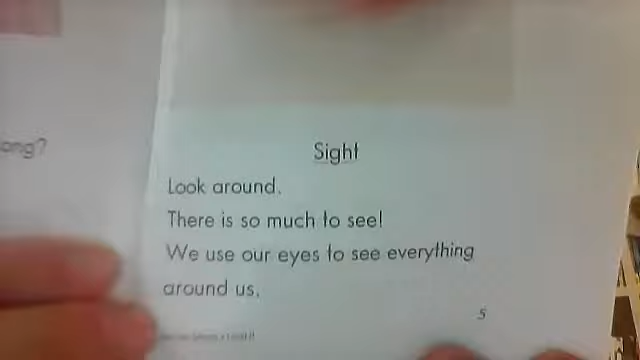 Sight
Look around.
There is so much to see!
We use our eyes to see everything
around us.
5